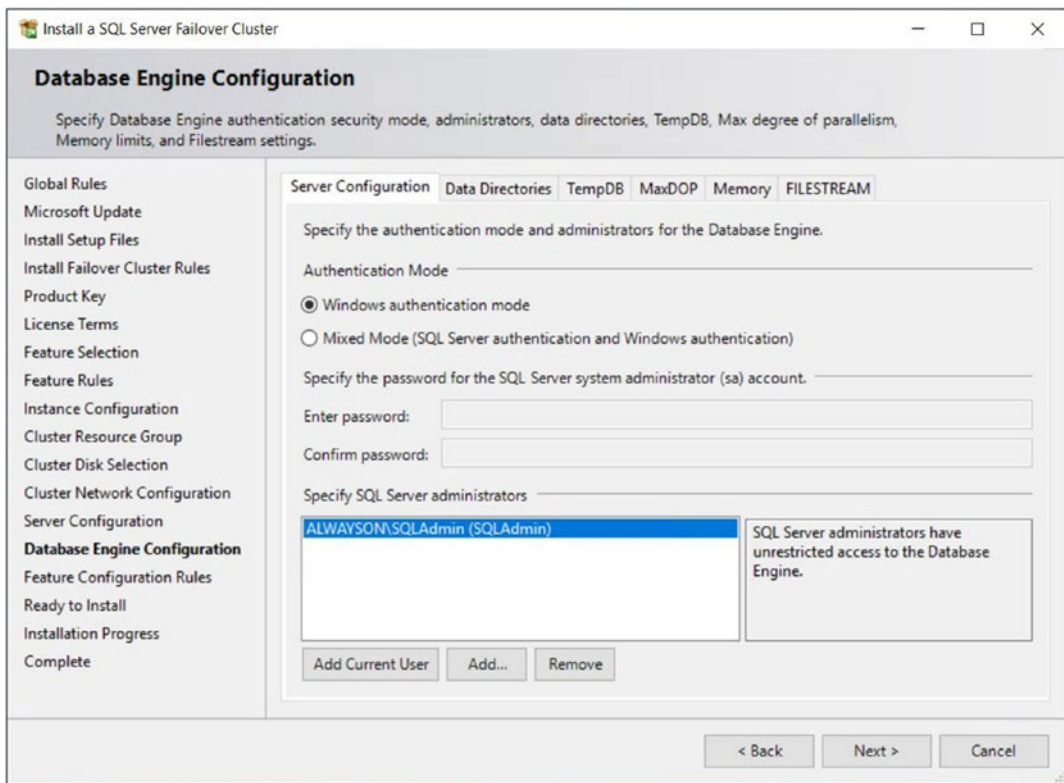 Install a SQL Server Failover Cluster
Database Engine Configuration
Specify Database Engine authentication security mode, administrators, data directories, TempDB, Max degree of parallelism,
Memory limits, and Filestream settings.
Global Rules
Microsoft Update
Install Setup Files
Install Failover Cluster Rules
Product Key
License Terms
Feature Selection
Feature Rules
Instance Configuration
Cluster Resource Group
Cluster Disk Selection
Cluster Network Configuration
Server Configuration
Database Engine Configuration
Feature Configuration Rules
Ready to Install
Installation Progress
Complete
Server Configuration Data Directories TempDB MaxDOP Memory FILESTREAM
Specify the authentication mode and administrators for the Database Engine.
Authentication Mode
Windows authentication mode
Mixed Mode (SQL Server authentication and Windows authentication)
Specify the password for the SQL Server system administrator (sa) account.
Enter password:
Confirm password:
Specify SQL Server administrators
ALWAYSON\SQLAdmin (SQLAdmin)
SQL Server administrators have
unrestricted access to the Database
Engine.
Add Current User Add... Remove
< Back Next > Cancel